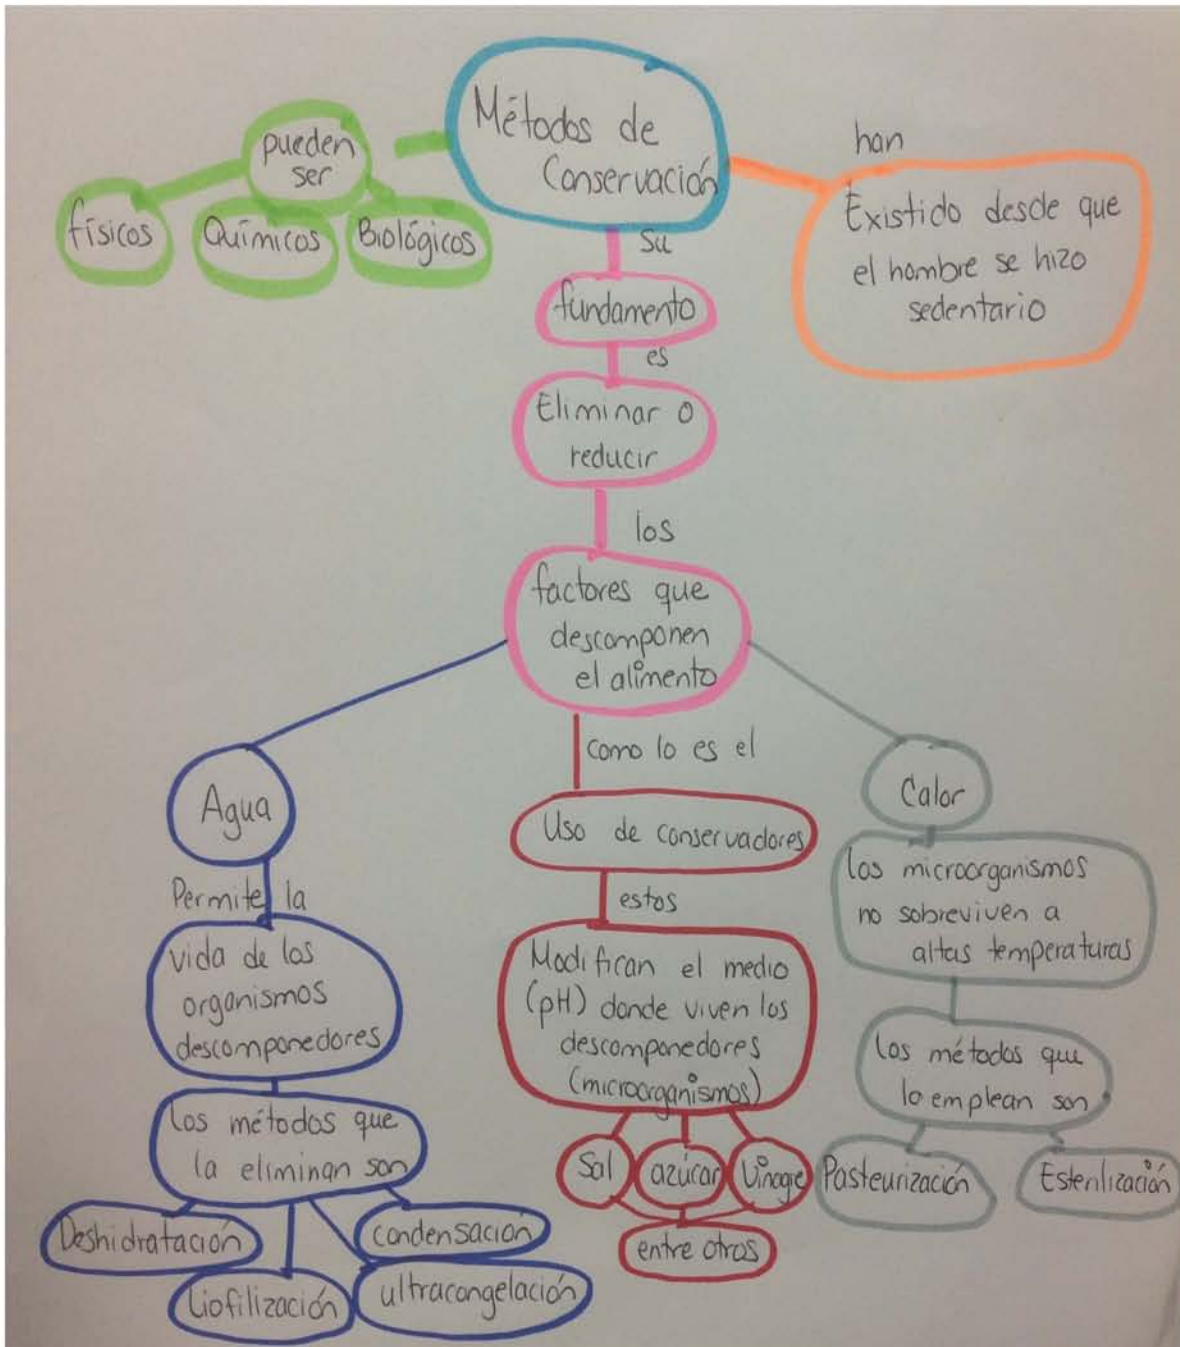 Métodos de
Conservación
pueden
ser
físicos
Químicos
Biológicos
han
Existido desde que
el hombre se hizo
sedentario
su
fundamento
es
Eliminar o
reducir
los
factores que
descomponen
el alimento
Agua
Permite la
vida de los
organismos
descomponedores
Los métodos que
la eliminan son
Deshidratación
Liofilización
condensación
ultracongelación
como lo es el
Uso de conservadores
estos
Modifican el medio
(pH) donde viven los
descomponedores
(microorganismos)
Sal
azúcar
Vinagre
entre otros
Calor
Los microorganismos
no sobreviven a
altas temperaturas
Los métodos que
lo emplean son
Pasteurización
Esterilización